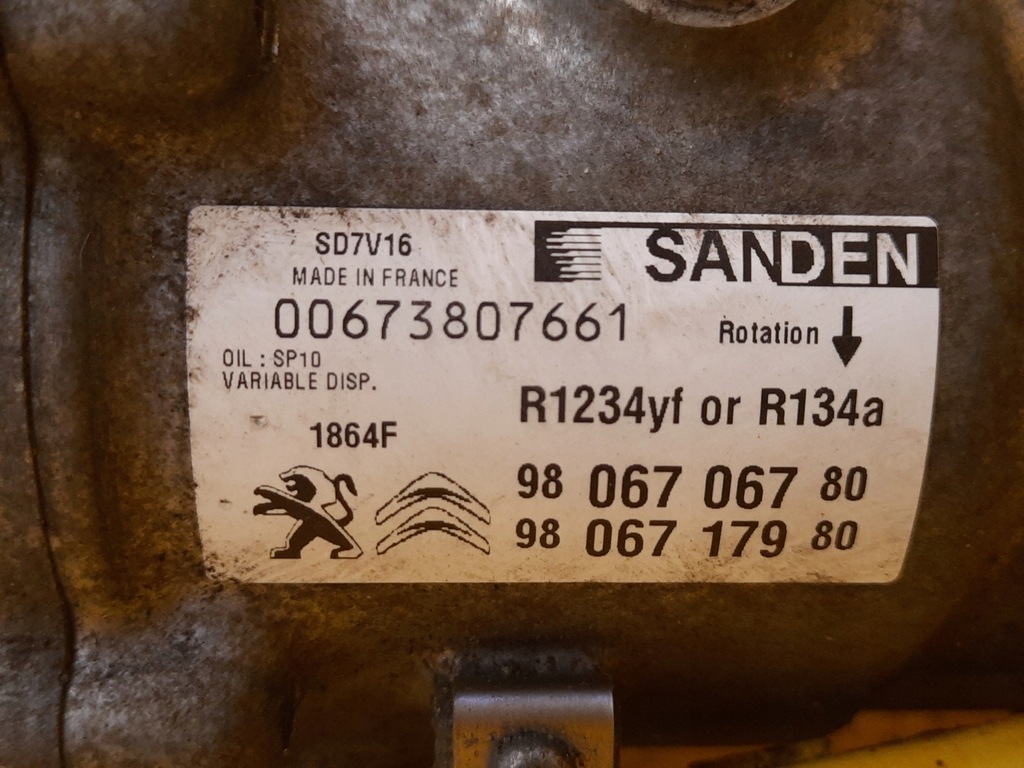 SD7V16
SANDEN
MADE IN FRANCE
00673807661
Rotation
OIL : SP10
VARIABLE DISP.
R1234yf or R134a
1864F
98 067 067 80
98 067 179 80